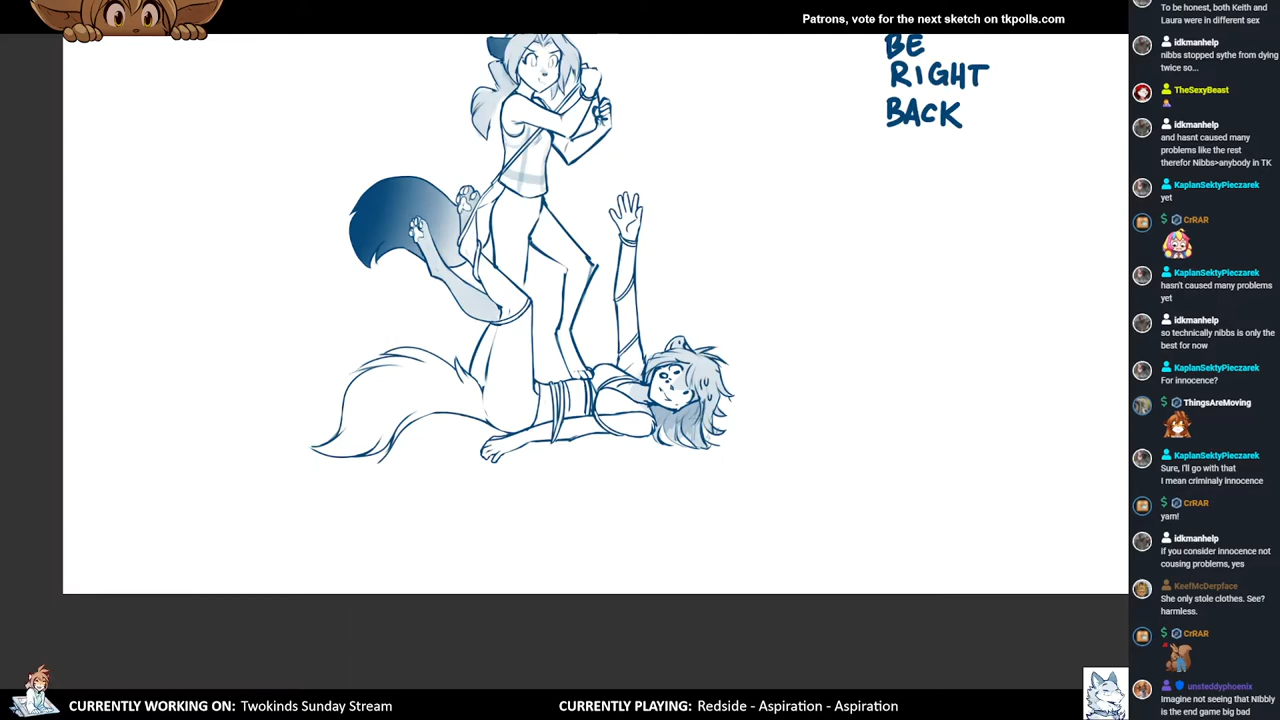 Patrons, vote for the next sketch on tkpolls.com
BE
RIGHT
BACK
To be honest, both Keith and
Laura were in different sex
idkmanhelp
nibbs stopped sythe from dying
twice so...
TheSexyBeast
idkmanhelp
and hasnt caused many
problems like the rest
therefor Nibbs>anybody in TK
KaplanSektyPieczarek
yet
$ CrRAR
KaplanSektyPieczarek
hasn't caused many problems
yet
idkmanhelp
so technically nibbs is only the
best for now
KaplanSektyPieczarek
For innocence?
$ ThingsAreMoving
KaplanSektyPieczarek
Sure, I'll go with that
I mean criminaly innocence
$ CrRAR
yam!
idkmanhelp
If you consider innocence not
cousing problems, yes
KeefMcDerpface
She only stole clothes. See?
harmless.
$ CrRAR
unsteddyphoenix
Imagine not seeing that Nibbly
is the end game big bad
CURRENTLY WORKING ON: Twokinds Sunday Stream
CURRENTLY PLAYING: Redside - Aspiration - Aspiration